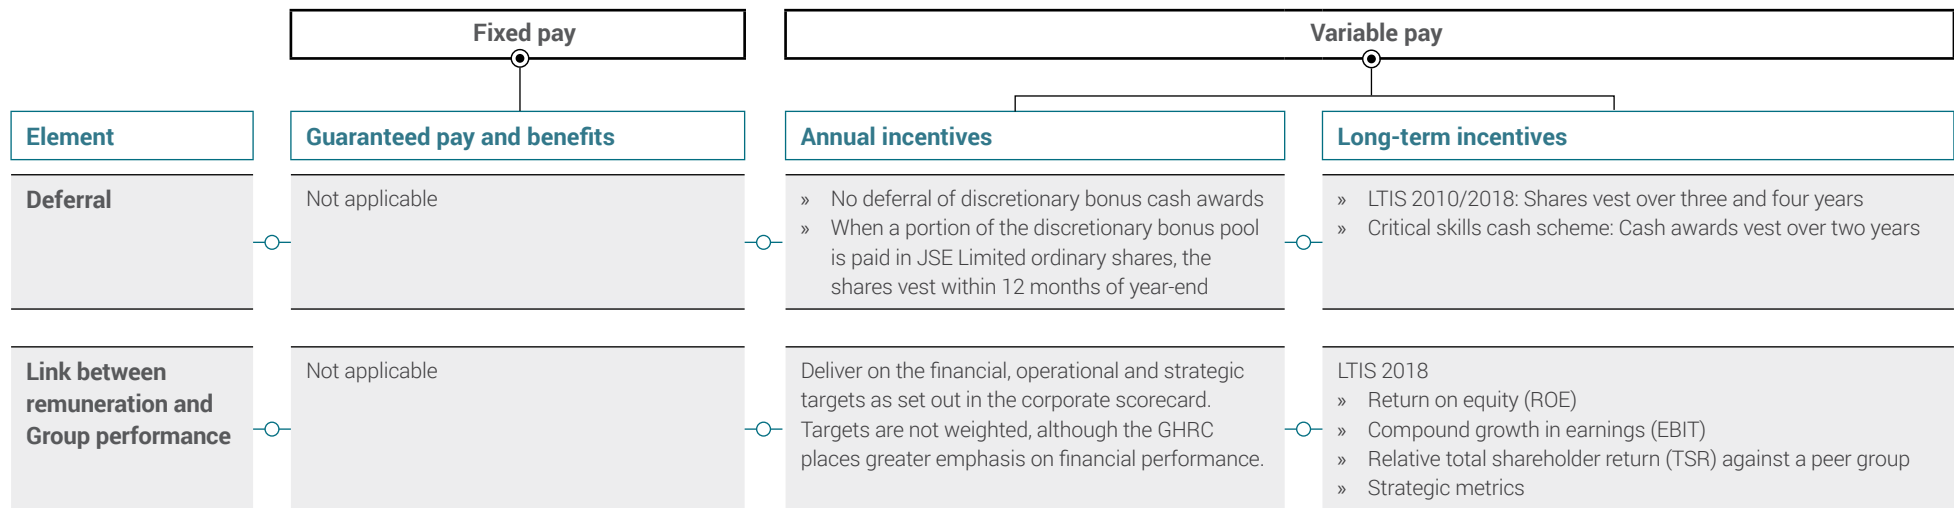 Fixed pay
Variable pay
Element
Guaranteed pay and benefits
Annual incentives
Long-term incentives
Deferral
Not applicable
» No deferral of discretionary bonus cash awards
» When a portion of the discretionary bonus pool
is paid in JSE Limited ordinary shares, the
shares vest within 12 months of year-end
» LTIS 2010/2018: Shares vest over three and four years
» Critical skills cash scheme: Cash awards vest over two years
Link between
remuneration and
Group performance
Not applicable
Deliver on the financial, operational and strategic
targets as set out in the corporate scorecard.
Targets are not weighted, although the GHRC
places greater emphasis on financial performance.
LTIS 2018
» Return on equity (ROE)
» Compound growth in earnings (EBIT)
» Relative total shareholder return (TSR) against a peer group
» Strategic metrics